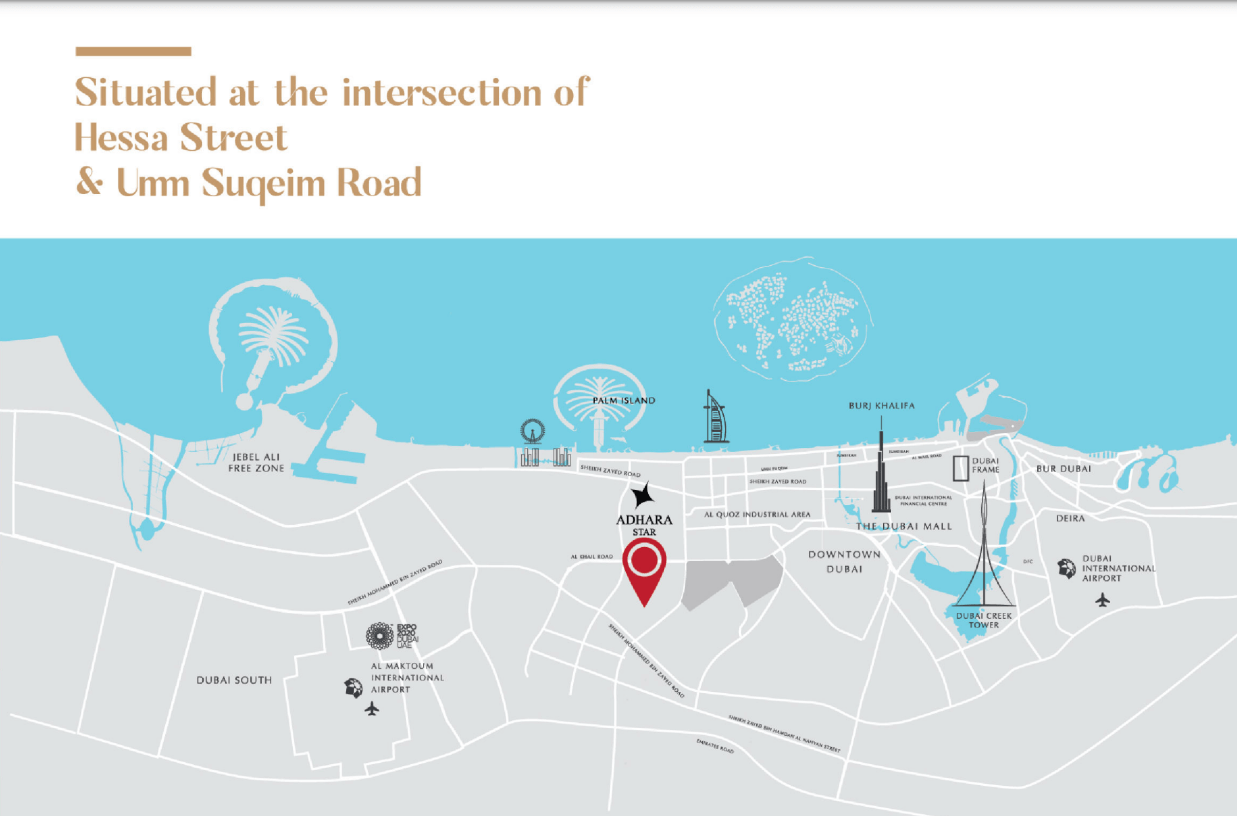 Situated at the intersection of
Hessa Street
& Umm Suqeim Road
PALM ISLAND
BURJ KHALIFA
JEBEL ALI
FREE ZONE
SHEIKH ZAYED ROAD
JUMEIRAH
AL WASL ROAD
DUBAI
FRAME
BUR DUBAI
SHEIKH ZAYED ROAD
DUBAI INTERNATIONAL
FINANCIAL CENTRE
ADHARA
STAR
AL QUOZ INDUSTRIAL AREA
THE DUBAI MALL
DEIRA
AL KHAIL ROAD
DOWNTOWN
DUBAI
DUBAI
INTERNATIONAL
AIRPORT
SHEIKH MOHAMMED BIN ZAYED ROAD
DUBAI CREEK
TOWER
EXPO
2020
DUBAI
UAE
AL MAKTOUM
INTERNATIONAL
AIRPORT
DUBAI SOUTH
SHEIKH MOHAMMED BIN ZAYED ROAD
SHEIKH ZAYED BIN HAMDAN AL NAHYAN STREET
EMIRATES ROAD